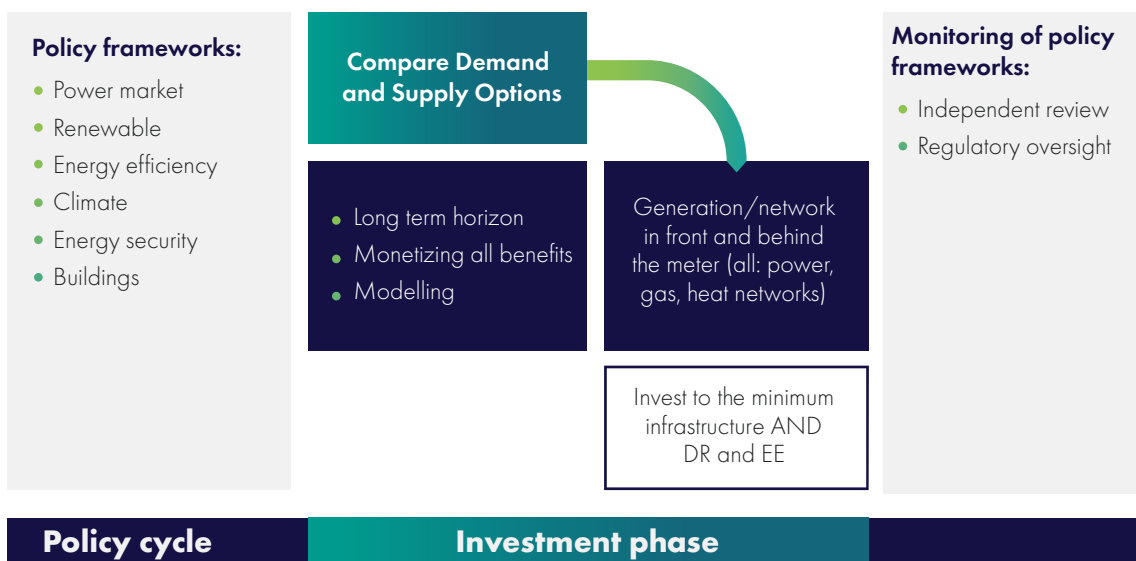 Policy frameworks:
Power market
Renewable
Energy efficiency
Climate
Energy security
Buildings
Compare Demand
and Supply Options
Long term horizon
Monetizing all benefits
Modelling
Generation/network
in front and behind
the meter (all: power,
gas, heat networks)
Invest to the minimum
infrastructure AND
DR and EE
Monitoring of policy
frameworks:
Independent review
Regulatory oversight
Policy cycle
Investment phase